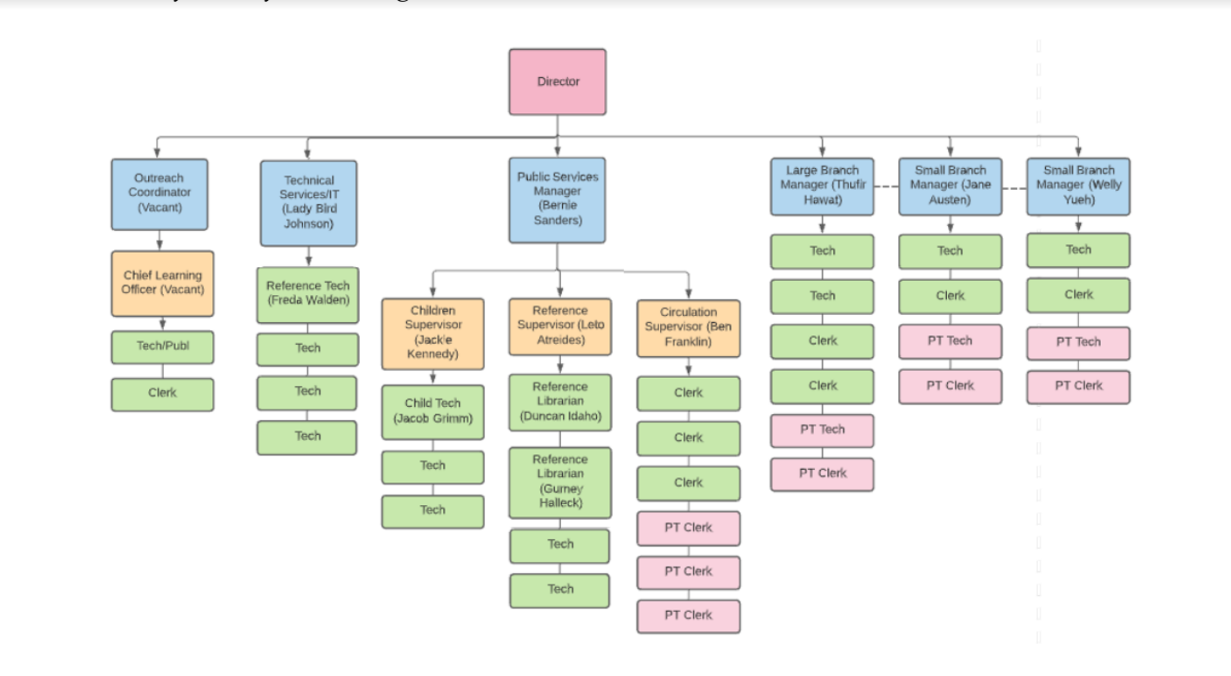 Director
Outreach
Coordinator
(Vacant)
Technical
Services/IT
(Lady Bird
Johnson)
Public Services
Manager
(Bernie
Sanders)
Large Branch
Manager (Thufir
Hawat)
Small Branch
Manager (Jane
Austen)
Small Branch
Manager (Welly
Yueh)
Chief Learning
Officer (Vacant)
Tech/Publ
Clerk
Reference Tech
(Freda Walden)
Tech
Tech
Tech
Children
Supervisor
(Jackie
Kennedy)
Child Tech
(Jacob Grimm)
Tech
Tech
Reference
Supervisor (Leto
Atreides)
Reference
Librarian
(Duncan Idaho)
Reference
Librarian
(Gurney
Halleck)
Tech
Tech
Circulation
Supervisor (Ben
Franklin)
Clerk
Clerk
Clerk
PT Clerk
PT Clerk
PT Clerk
Tech
Tech
Clerk
Clerk
PT Tech
PT Clerk
Tech
Clerk
PT Tech
PT Clerk
Tech
Clerk
PT Tech
PT Clerk